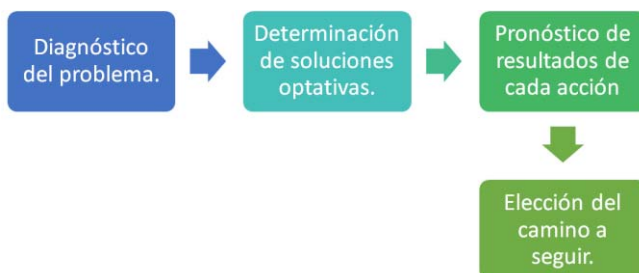 Diagnóstico
del problema.
Determinación
de soluciones
optativas.
Pronóstico de
resultados de
cada acción
Elección del
camino a
seguir.